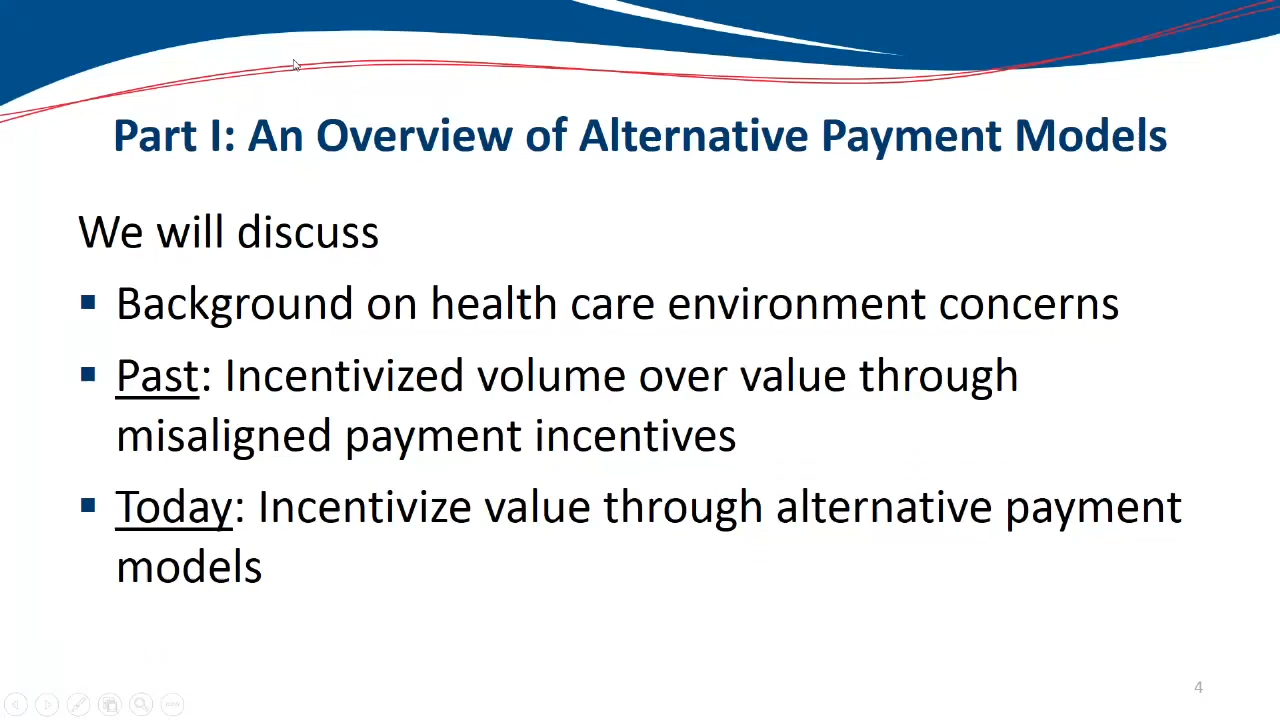 Part I: An Overview of Alternative Payment Models
We will discuss
▪ Background on health care environment concerns
▪ Past: Incentivized volume over value through
misaligned payment incentives
▪ Today: Incentivize value through alternative payment
models
4